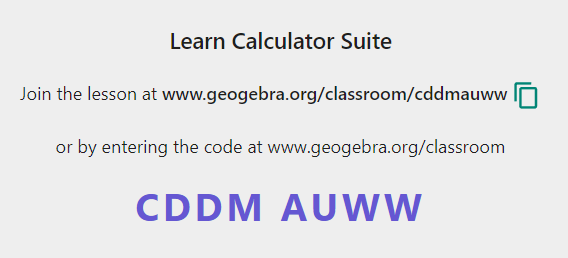 Learn Calculator Suite
Join the lesson at www.geogebra.org/classroom/cddmauww
or by entering the code at www.geogebra.org/classroom
CDDM AUWW